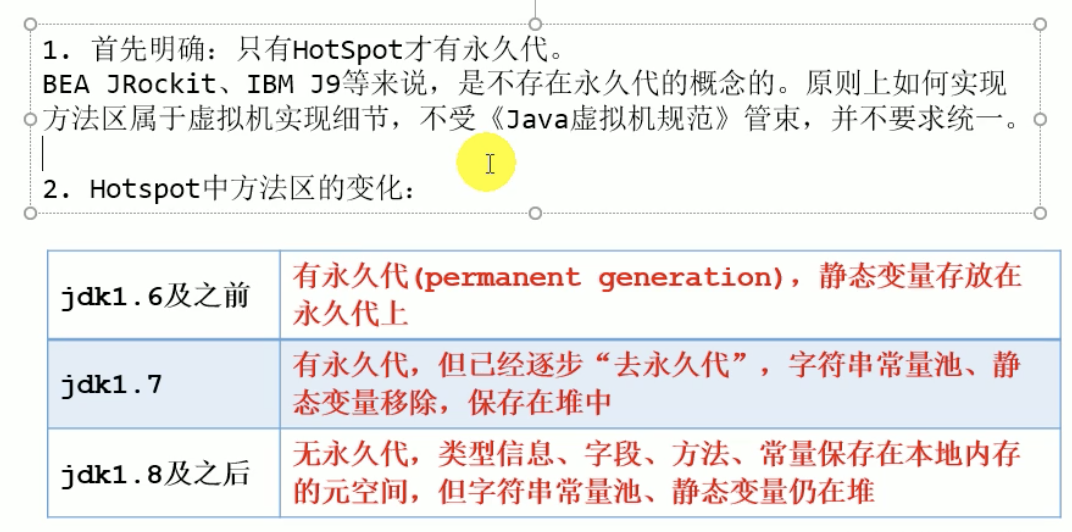 1. 首先明确：只有HotSpot才有永久代。
BEA JRockit、IBM J9等来说，是不存在永久代的概念的。原则上如何实现
方法区属于虚拟机实现细节，不受《Java虚拟机规范》管束，并不要求统一。
2. Hotspot中方法区的变化：
jdk1.6及之前
有永久代(permanent generation)，静态变量存放在
永久代上
jdk1.7
有永久代，但已经逐步“去永久代”，字符串常量池、静
态变量移除，保存在堆中
jdk1.8及之后
无永久代，类型信息、字段、方法、常量保存在本地内存
的元空间，但字符串常量池、静态变量仍在堆